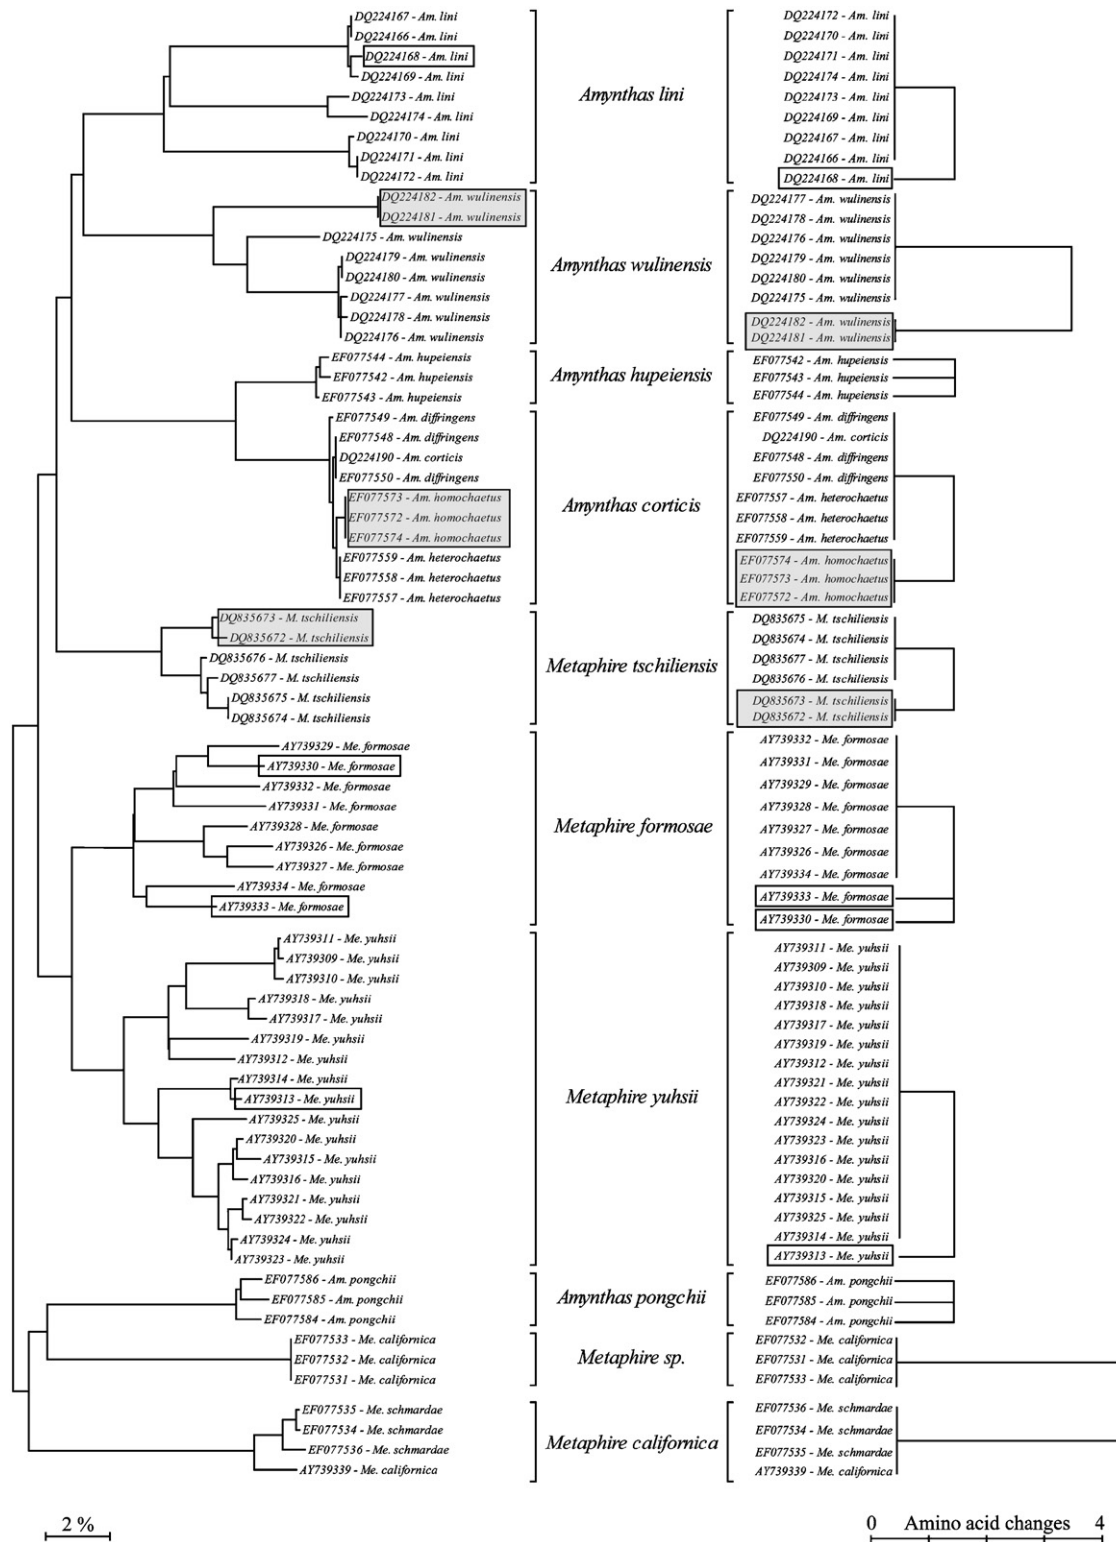 DQ224167 - Am. lini
DQ224166 - Am. lini
DQ224168 - Am. lini
DQ224169 - Am. lini
DQ224173 - Am. lini
DQ224174 - Am. lini
DQ224170 - Am. lini
DQ224171 - Am. lini
DQ224172 - Am. lini
DQ224182 - Am. wulinensis
DQ224181 - Am. wulinensis
DQ224175 - Am. wulinensis
DQ224179 - Am. wulinensis
DQ224180 - Am. wulinensis
DQ224177 - Am. wulinensis
DQ224178 - Am. wulinensis
DQ224176 - Am. wulinensis
EF077544 - Am. hupeiensis
EF077542 - Am. hupeiensis
EF077543 - Am. hupeiensis
EF077549 - Am. diffringens
EF077548 - Am. diffringens
DQ224190 - Am. corticis
EF077550 - Am. diffringens
EF077573 - Am. homochaetus
EF077572 - Am. homochaetus
EF077574 - Am. homochaetus
EF077559 - Am. heterochaetus
EF077558 - Am. heterochaetus
EF077557 - Am. heterochaetus
DQ835673 - M. tschiliensis
DQ835672 - M. tschiliensis
DQ835676 - M. tschiliensis
DQ835677 - M. tschiliensis
DQ835675 - M. tschiliensis
DQ835674 - M. tschiliensis
AY739329 - Me. formosae
AY739330 - Me. formosae
AY739332 - Me. formosae
AY739331 - Me. formosae
AY739328 - Me. formosae
AY739326 - Me. formosae
AY739327 - Me. formosae
AY739334 - Me. formosae
AY739333 - Me. formosae
AY739311 - Me. yuhsii
AY739309 - Me. yuhsii
AY739310 - Me. yuhsii
AY739318 - Me. yuhsii
AY739317 - Me. yuhsii
AY739319 - Me. yuhsii
AY739312 - Me. yuhsii
AY739314 - Me. yuhsii
AY739313 - Me. yuhsii
AY739325 - Me. yuhsii
AY739320 - Me. yuhsii
AY739315 - Me. yuhsii
AY739316 - Me. yuhsii
AY739321 - Me. yuhsii
AY739322 - Me. yuhsii
AY739324 - Me. yuhsii
AY739323 - Me. yuhsii
EF077586 - Am. pongchii
EF077585 - Am. pongchii
EF077584 - Am. pongchii
EF077533 - Me. californica
EF077532 - Me. californica
EF077531 - Me. californica
EF077535 - Me. schmardae
EF077534 - Me. schmardae
EF077536 - Me. schmardae
AY739339 - Me. californica
2 %
Amynthas lini
Amynthas wulinensis
Amynthas hupeiensis
Amynthas corticis
Metaphire tschiliensis
Metaphire formosae
Metaphire yuhsii
Amynthas pongchii
Metaphire sp.
Metaphire californica
DQ224172 - Am. lini
DQ224170 - Am. lini
DQ224171 - Am. lini
DQ224174 - Am. lini
DQ224173 - Am. lini
DQ224169 - Am. lini
DQ224167 - Am. lini
DQ224166 - Am. lini
DQ224168 - Am. lini
DQ224177 - Am. wulinensis
DQ224178 - Am. wulinensis
DQ224176 - Am. wulinensis
DQ224179 - Am. wulinensis
DQ224180 - Am. wulinensis
DQ224175 - Am. wulinensis
DQ224182 - Am. wulinensis
DQ224181 - Am. wulinensis
EF077542 - Am. hupeiensis
EF077543 - Am. hupeiensis
EF077544 - Am. hupeiensis
EF077549 - Am. diffringens
DQ224190 - Am. corticis
EF077548 - Am. diffringens
EF077550 - Am. diffringens
EF077557 - Am. heterochaetus
EF077558 - Am. heterochaetus
EF077559 - Am. heterochaetus
EF077574 - Am. homochaetus
EF077573 - Am. homochaetus
EF077572 - Am. homochaetus
DQ835675 - M. tschiliensis
DQ835674 - M. tschiliensis
DQ835677 - M. tschiliensis
DQ835676 - M. tschiliensis
DQ835673 - M. tschiliensis
DQ835672 - M. tschiliensis
AY739332 - Me. formosae
AY739331 - Me. formosae
AY739329 - Me. formosae
AY739328 - Me. formosae
AY739327 - Me. formosae
AY739326 - Me. formosae
AY739334 - Me. formosae
AY739333 - Me. formosae
AY739330 - Me. formosae
AY739311 - Me. yuhsii
AY739309 - Me. yuhsii
AY739310 - Me. yuhsii
AY739318 - Me. yuhsii
AY739317 - Me. yuhsii
AY739319 - Me. yuhsii
AY739312 - Me. yuhsii
AY739321 - Me. yuhsii
AY739322 - Me. yuhsii
AY739324 - Me. yuhsii
AY739323 - Me. yuhsii
AY739316 - Me. yuhsii
AY739320 - Me. yuhsii
AY739315 - Me. yuhsii
AY739325 - Me. yuhsii
AY739314 - Me. yuhsii
AY739313 - Me. yuhsii
EF077586 - Am. pongchii
EF077585 - Am. pongchii
EF077584 - Am. pongchii
EF077532 - Me. californica
EF077531 - Me. californica
EF077533 - Me. californica
EF077536 - Me. schmardae
EF077534 - Me. schmardae
EF077535 - Me. schmardae
AY739339 - Me. californica
0 Amino acid changes 4